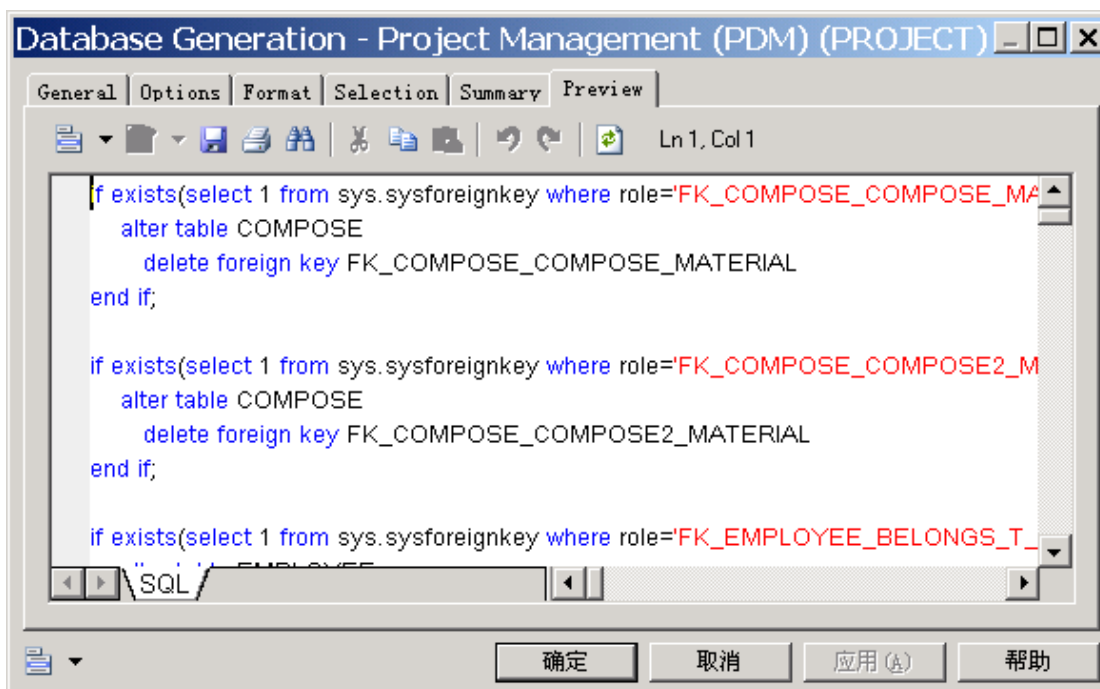 Database Generation - Project Management (PDM) (PROJECT)
General Options Format Selection Summary Preview
Ln 1, Col 1
if exists(select 1 from sys.sysforeignkey where role='FK_COMPOSE_COMPOSE_MA
alter table COMPOSE
delete foreign key FK_COMPOSE_COMPOSE_MATERIAL
end if;
if exists(select 1 from sys.sysforeignkey where role='FK_COMPOSE_COMPOSE2_M
alter table COMPOSE
delete foreign key FK_COMPOSE_COMPOSE2_MATERIAL
end if;
if exists(select 1 from sys.sysforeignkey where role='FK_EMPLOYEE_BELONGS_T_
alter table EMPLOYEE
SQL
确定 取消 应用(A) 帮助